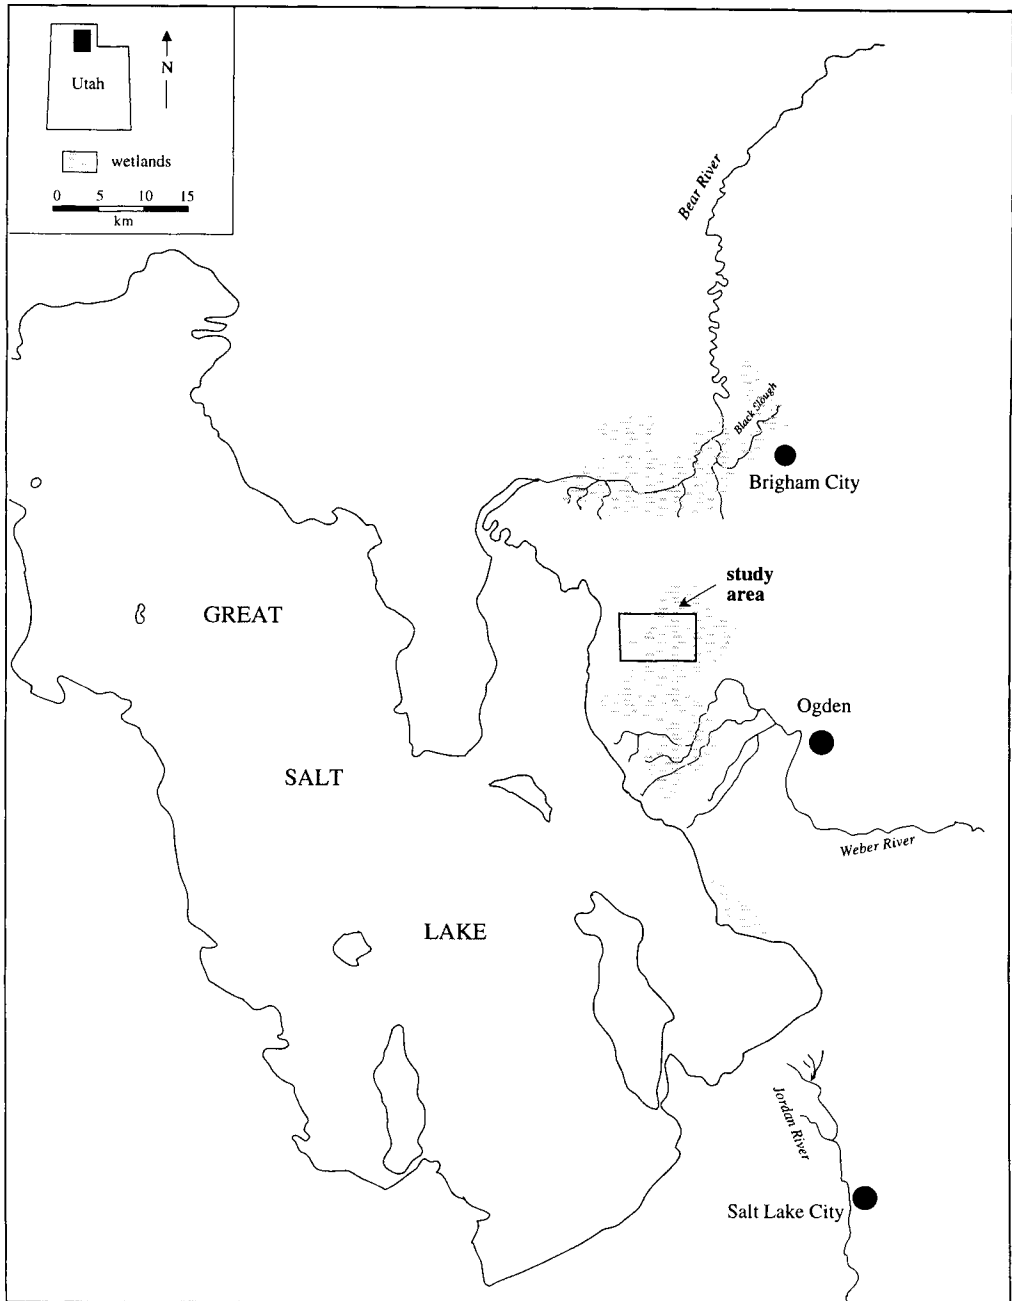 Utah
N
wetlands
0 5 10 15
km
Bear River
Black Slough
Brigham City
study
area
GREAT
Ogden
SALT
Weber River
LAKE
Jordan River
Salt Lake City